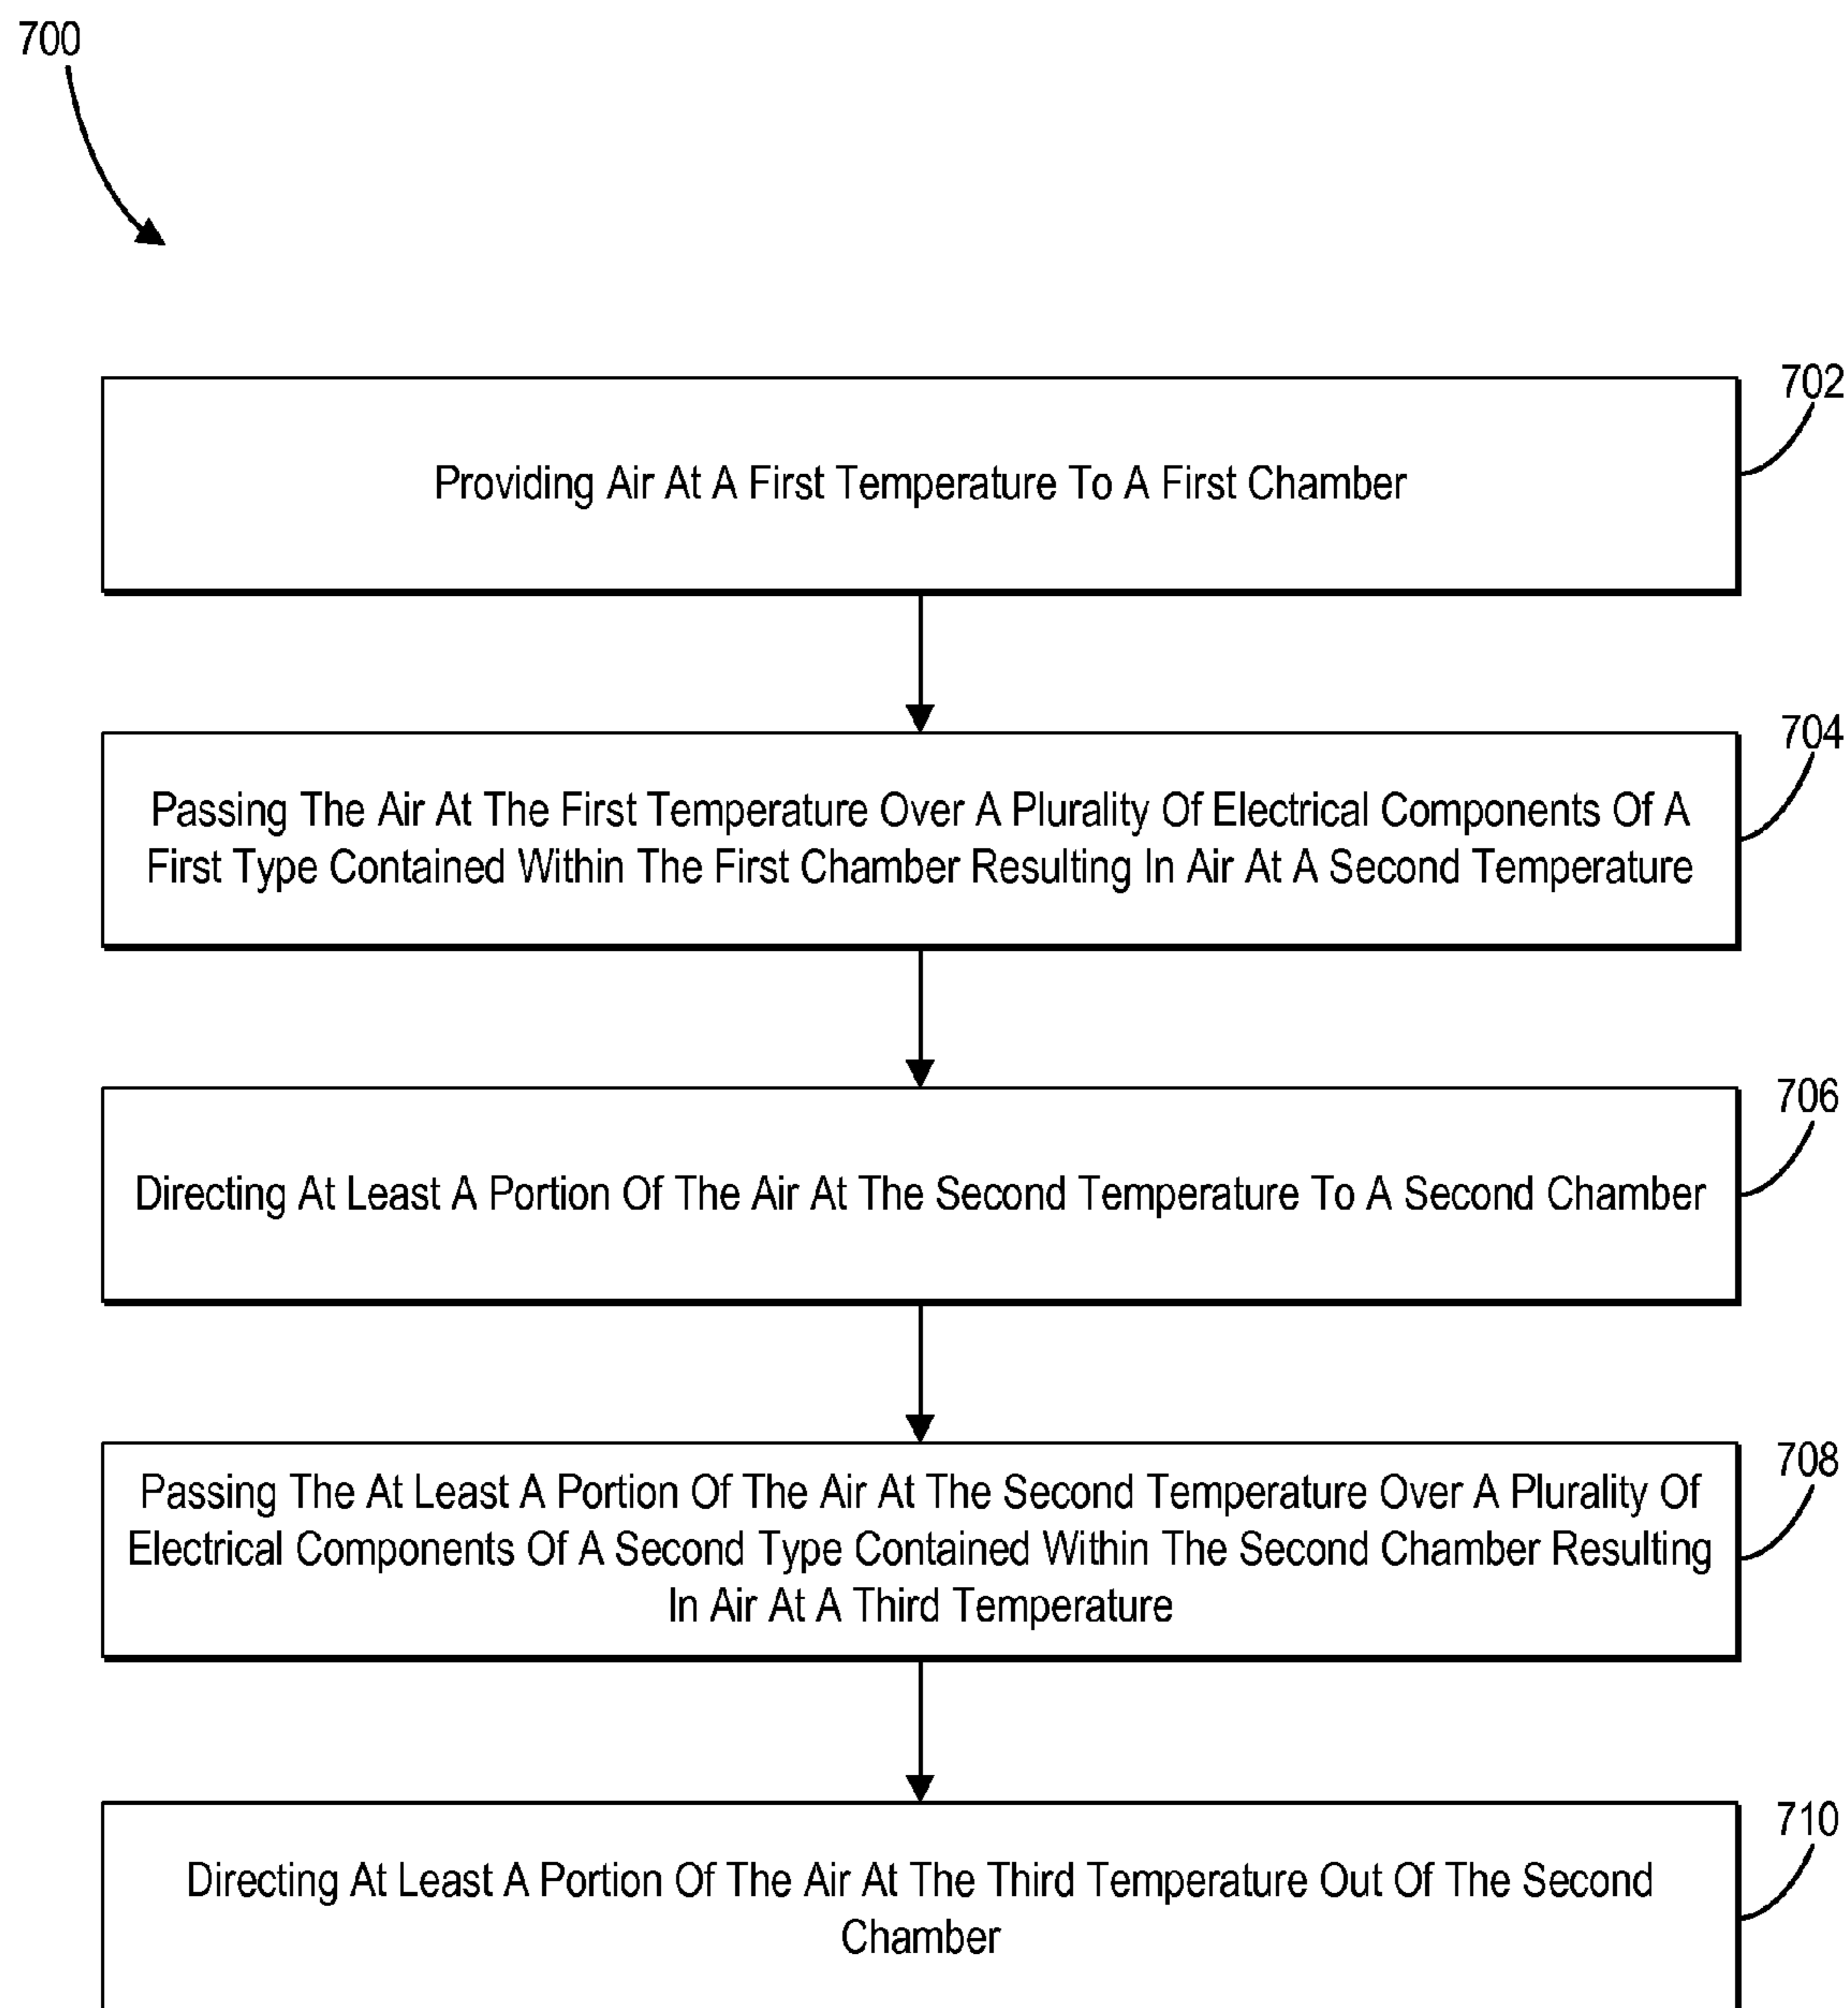 700
702
Providing Air At A First Temperature To A First Chamber
704
Passing The Air At The First Temperature Over A Plurality Of Electrical Components Of A
First Type Contained Within The First Chamber Resulting In Air At A Second Temperature
706
Directing At Least A Portion Of The Air At The Second Temperature To A Second Chamber
708
Passing The At Least A Portion Of The Air At The Second Temperature Over A Plurality Of
Electrical Components Of A Second Type Contained Within The Second Chamber Resulting
In Air At A Third Temperature
710
Directing At Least A Portion Of The Air At The Third Temperature Out Of The Second
Chamber